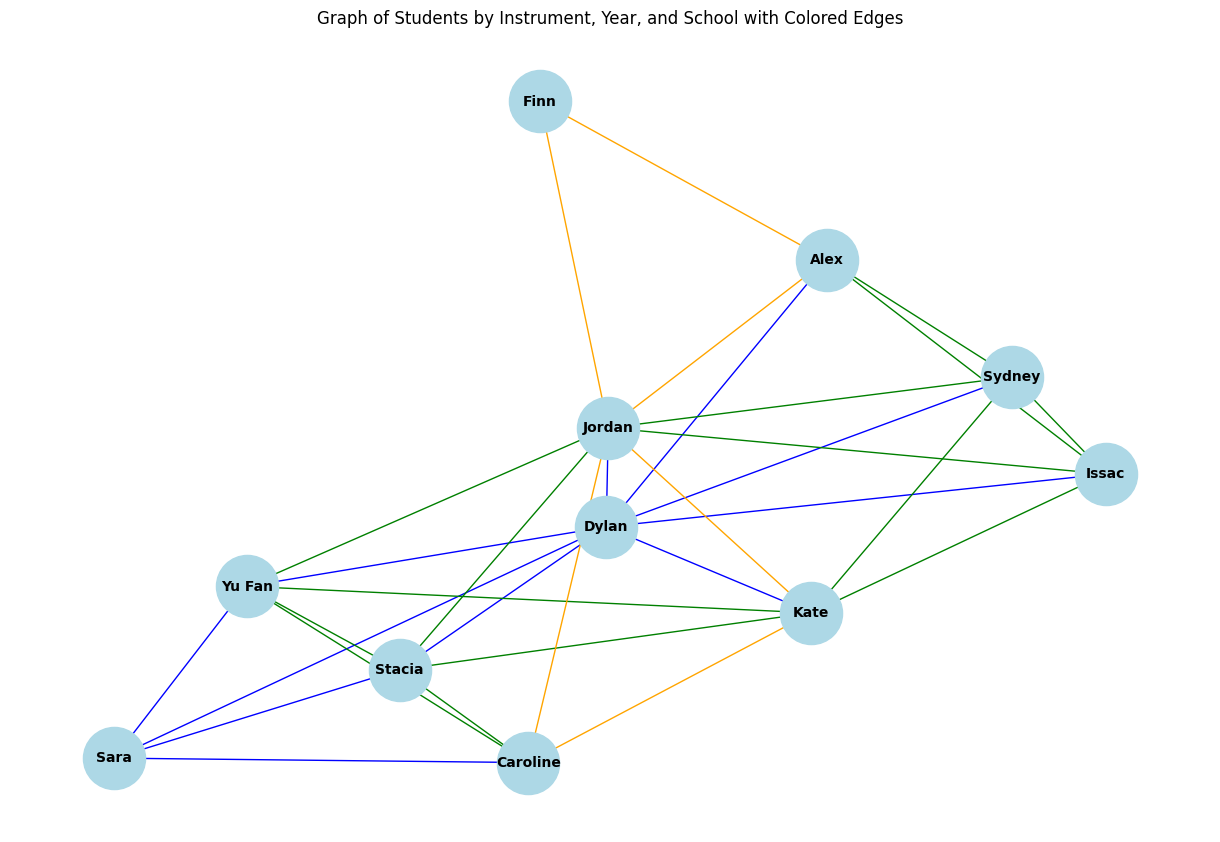 Graph of Students by Instrument, Year, and School with Colored Edges
Finn
Alex
Sydney
Jordan
Issac
Dylan
Yu Fan
Kate
Stacia
Sara
Caroline